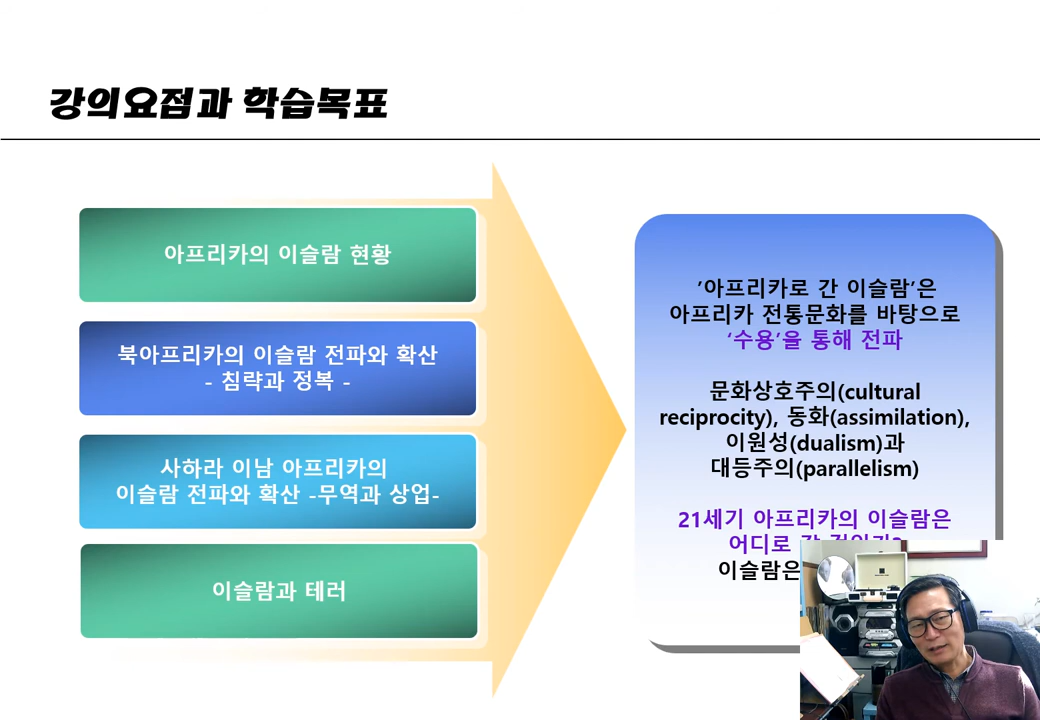 강의요점과 학습목표
아프리카의 이슬람 현황
북아프리카의 이슬람 전파와 확산
- 침략과 정복 -
사하라 이남 아프리카의
이슬람 전파와 확산 -무역과 상업-
이슬람과 테러
'아프리카로 간 이슬람'은
아프리카 전통문화를 바탕으로
'수용'을 통해 전파
문화상호주의(cultural
reciprocity), 동화(assimilation),
이원성(dualism)과
대등주의(parallelism)
21세기 아프리카의 이슬람은
어디로
이슬람은